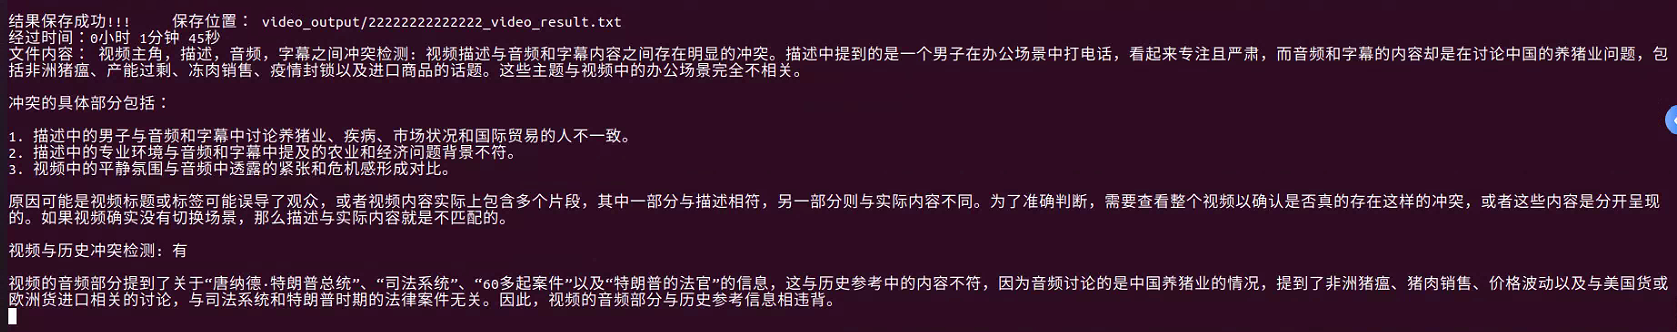 结果保存成功!!!    保存位置： video_output/22222222222222_video_result.txt
经过时间：0小时 1分钟 45秒
文件内容： 视频主角，描述，音频，字幕之间冲突检测: 视频描述与音频和字幕内容之间存在明显的冲突。描述中提到的是一个男子在办公场景中打电话，看起来专注且严肃，而音频和字幕的内容却是在讨论中国的养猪业问题，包
括非洲猪瘟、产能过剩、冻肉销售、疫情封锁以及进口商品的话题。这些主题与视频中的办公场景完全不相关。
冲突的具体部分包括：
1. 描述中的男子与音频和字幕中讨论养猪业、疾病、市场状况和国际贸易的人不一致。
2. 描述中的专业环境与音频和字幕中提及的农业和经济问题背景不符。
3. 视频中的平静氛围与音频中透露的紧张和危机感形成对比。
原因可能是视频标题或标签可能误导了观众，或者视频内容实际上包含多个片段，其中一部分与描述相符，另一部分则与实际内容不同。为了准确判断，需要查看整个视频以确认是否真的存在这样的冲突，或者这些内容是分开呈现
的。如果视频确实没有切换场景，那么描述与实际内容就是不匹配的。
视频与历史冲突检测: 有
视频的音频部分提到了关于“唐纳德·特朗普总统”、“司法系统”、“60多起案件”以及“特朗普的法官”的信息，这与历史参考中的内容不符，因为音频讨论的是中国养猪业的情况，提到了非洲猪瘟、猪肉销售、价格波动以及与美国货或
欧洲货进口相关的讨论，与司法系统和特朗普时期的法律案件无关。因此，视频的音频部分与历史参考信息相违背。